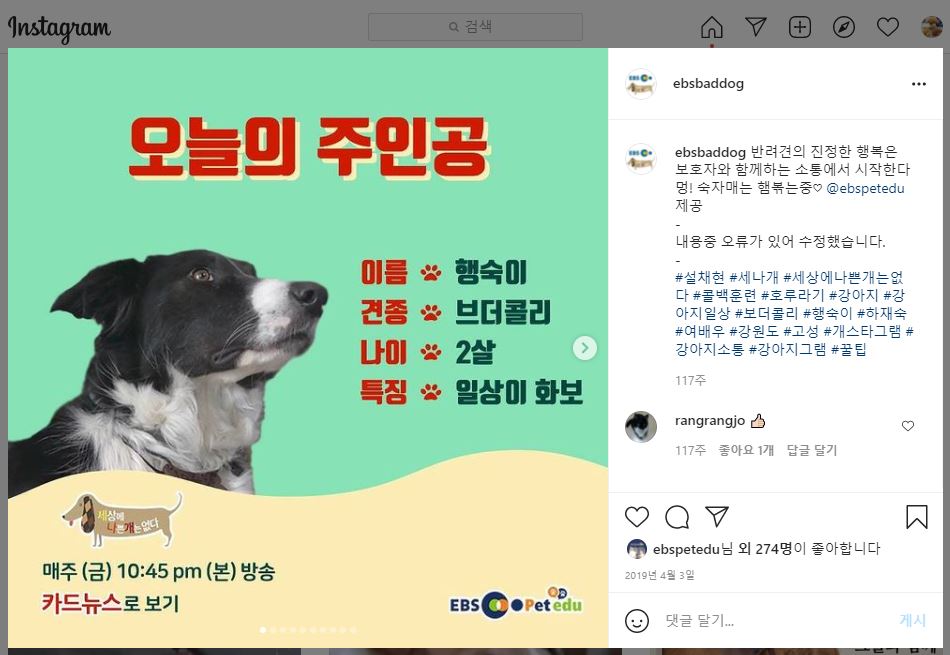 Instagram
검색
오늘의 주인공
이름 행숙이
견종 브더콜리
나이 2살
특징 일상이 화보
세상에
나쁜개는없다
매주 (금) 10:45 pm (본) 방송
카드뉴스로 보기
EBS Pet edu
ebsbaddog
EBS
ebsbaddog 반려견의 진정한 행복은
보호자와 함께하는 소통에서 시작한다
멍! 숙자매는 햄볶는중♡ @ebspetedu
제공
-
내용중 오류가 있어 수정했습니다.
-
#설채현 #세나개 #세상에나쁜개는없
다 #콜백훈련 #호루라기 #강아지 #강
아지일상 #보더콜리 #행숙이 #하재숙
#여배우 #강원도 #고성 #개스타그램 #
강아지소통 #강아지그램 #꿀팁
117주
rangrangjo 👍
117주 좋아요 1개 답글 달기
ebspetedu님 외 274명이 좋아합니다
2019년 4월 3일
댓글 달기...
게시